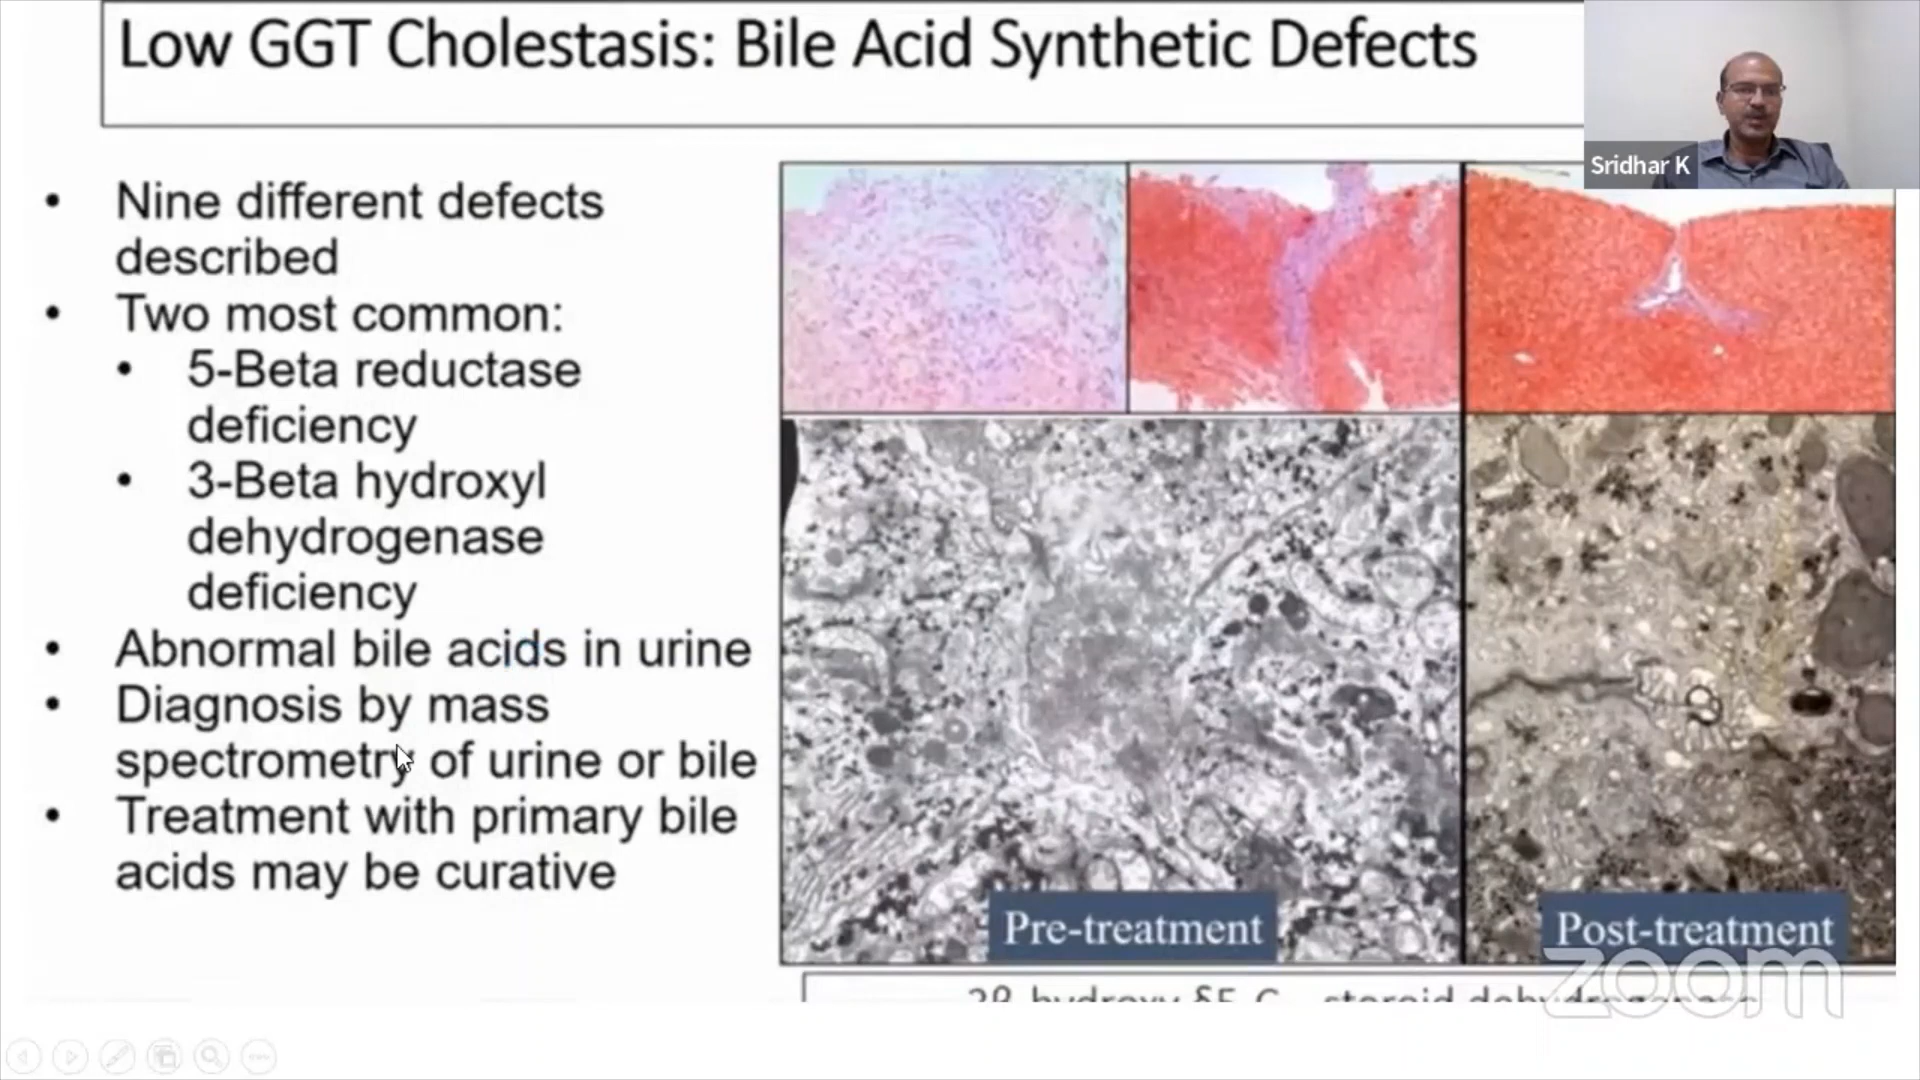 Low GGT Cholestasis: Bile Acid Synthetic Defects
Sridhar K
• Nine different defects
described
• Two most common:
• 5-Beta reductase
deficiency
• 3-Beta hydroxyl
dehydrogenase
deficiency
• Abnormal bile acids in urine
• Diagnosis by mass
spectrometry of urine or bile
• Treatment with primary bile
acids may be curative
Pre-treatment
Post-treatment
zoom
steroid dehydrogenase